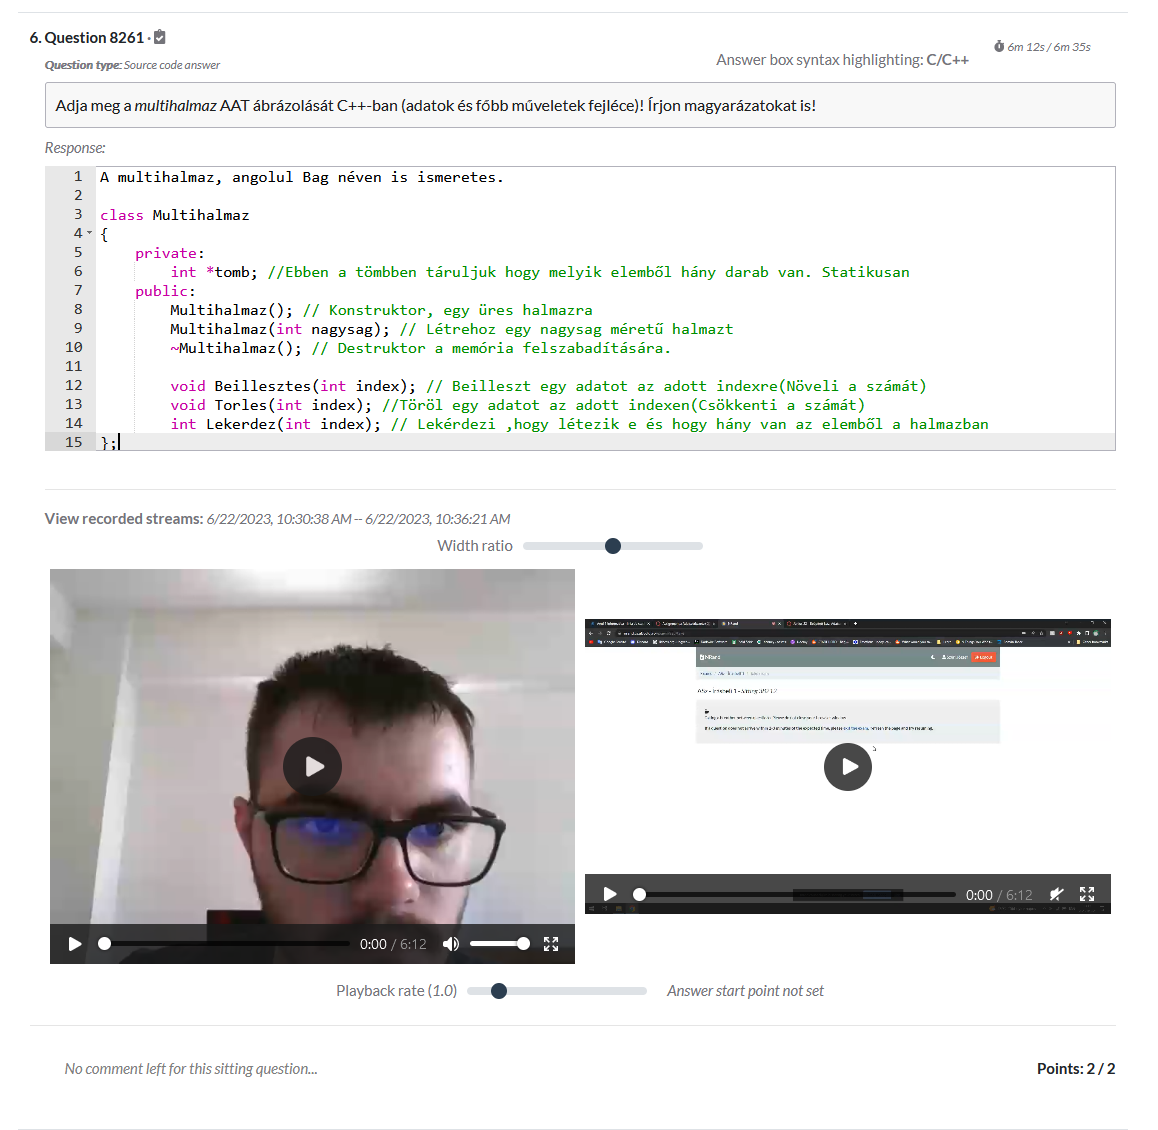 6. Question 8261 ·
6m 12s / 6m 35s
Question type: Source code answer
Answer box syntax highlighting: C/C++
Adja meg a multihalmaz AAT ábrázolását C++-ban (adatok és főbb műveletek fejléce)! Írjon magyarázatokat is!
Response:
1 A multihalmaz, angolul Bag néven is ismeretes.
2
3 class Multihalmaz
4 {
5 private:
6 int *tomb; //Ebben a tömbben táruljuk hogy melyik elemből hány darab van. Statikusan
7 public:
8 Multihalmaz(); // Konstruktor, egy üres halmazra
9 Multihalmaz(int nagysag); // Létrehoz egy nagysag méretű halmazt
10 ~Multihalmaz(); // Destruktor a memória felszabadítására.
11
12 void Beillesztes(int index); // Beilleszt egy adatot az adott indexre(Növeli a számát)
13 void Torles(int index); //Töröl egy adatot az adott indexen(Csökkenti a számát)
14 int Lekerdez(int index); // Lekérdezi ,hogy létezik e és hogy hány van az elemből a halmazban
15 };
View recorded streams: 6/22/2023, 10:30:38 AM -- 6/22/2023, 10:36:21 AM
Width ratio
0:00 / 6:12
0:00 / 6:12
Playback rate (1.0)
Answer start point not set
No comment left for this sitting question...
Points: 2 / 2